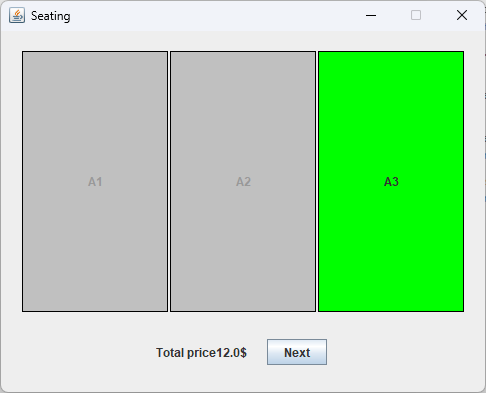 Seating
A1 A2 A3
Total price12.0$ Next